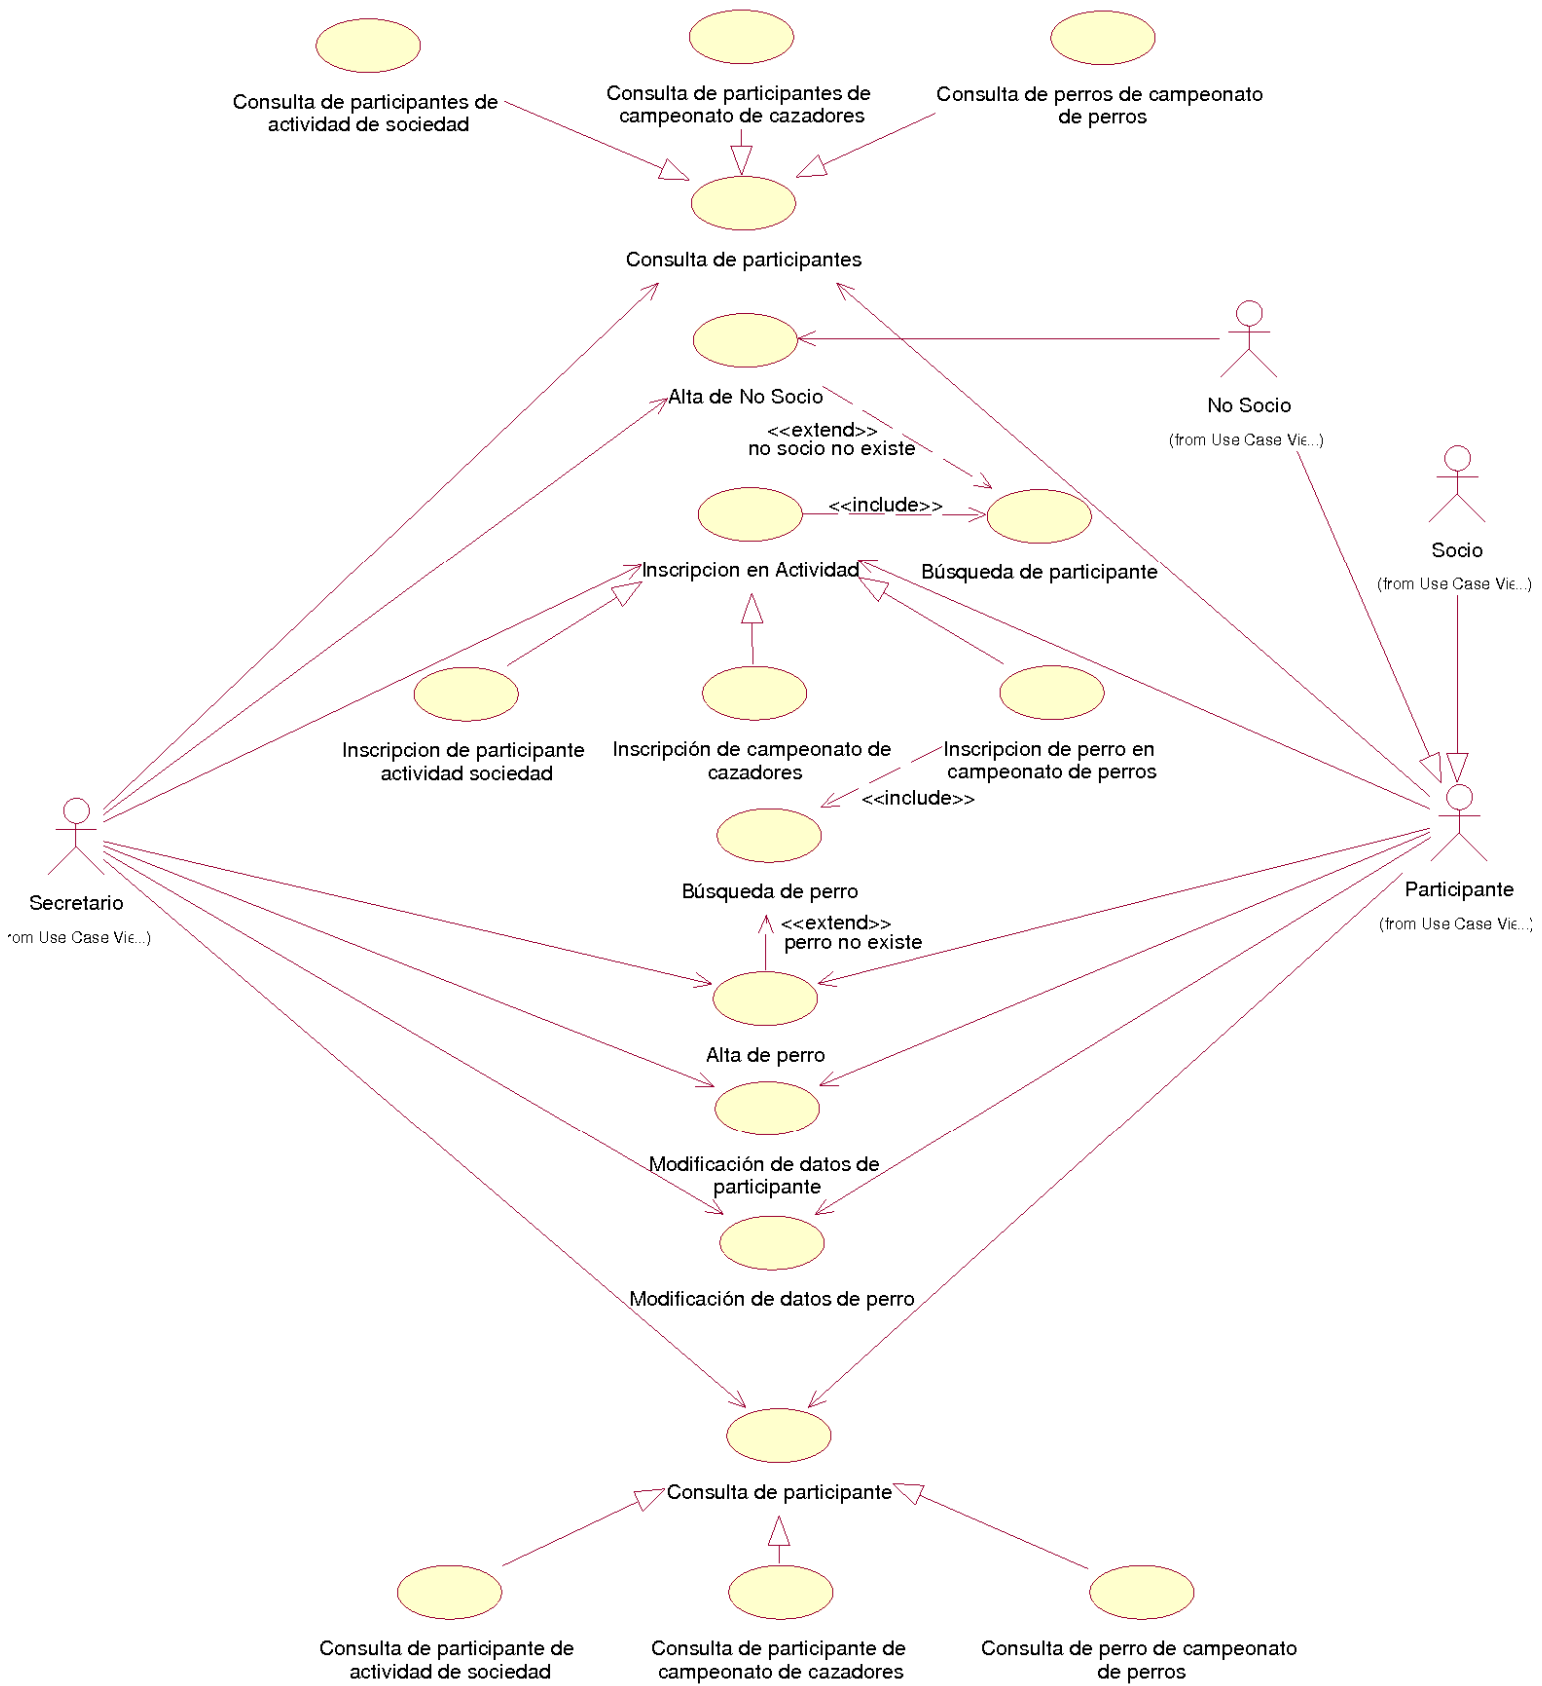 Consulta de participantes de
actividad de sociedad
Consulta de participantes de
campeonato de cazadores
Consulta de perros de campeonato
de perros
Consulta de participantes
Alta de No Socio
No Socio
(from Use Case Vie...)
<<extend>>
no socio no existe
Socio
(from Use Case Vie...)
<<include>>
Inscripcion en Actividad
Búsqueda de participante
Inscripcion de participante
actividad sociedad
Inscripción de campeonato de
cazadores
Inscripcion de perro en
campeonato de perros
<<include>>
Secretario
rom Use Case Vie...)
Búsqueda de perro
Participante
(from Use Case Vie...)
<<extend>>
perro no existe
Alta de perro
Modificación de datos de
participante
Modificación de datos de perro
Consulta de participante
Consulta de participante de
actividad de sociedad
Consulta de participante de
campeonato de cazadores
Consulta de perro de campeonato
de perros